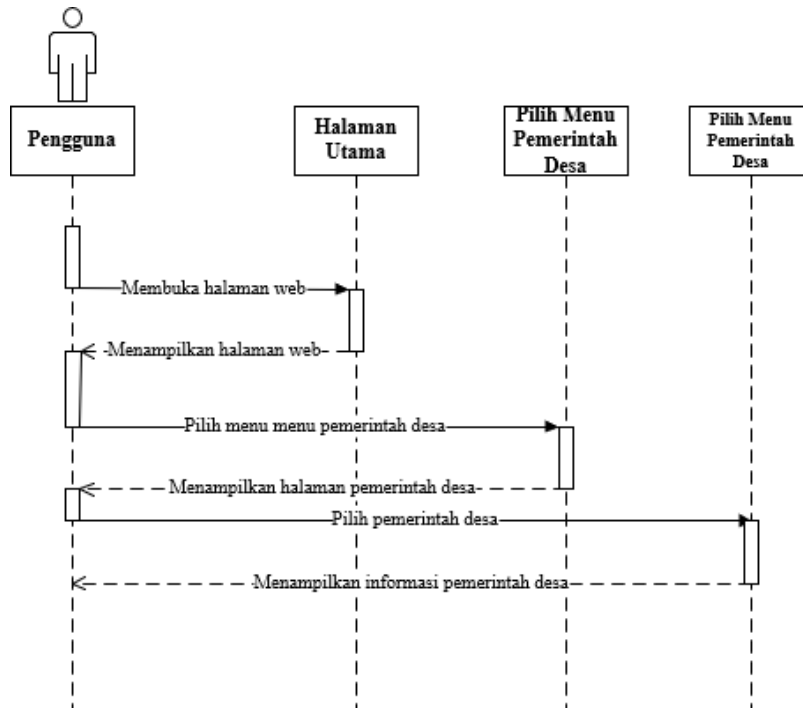 Pengguna
Halaman
Utama
Pilih Menu
Pemerintah
Desa
Pilih Menu
Pemerintah
Desa
Membuka halaman web
Menampilkan halaman web
Pilih menu menu pemerintah desa
Menampilkan halaman pemerintah desa
Pilih pemerintah desa
Menampilkan informasi pemerintah desa